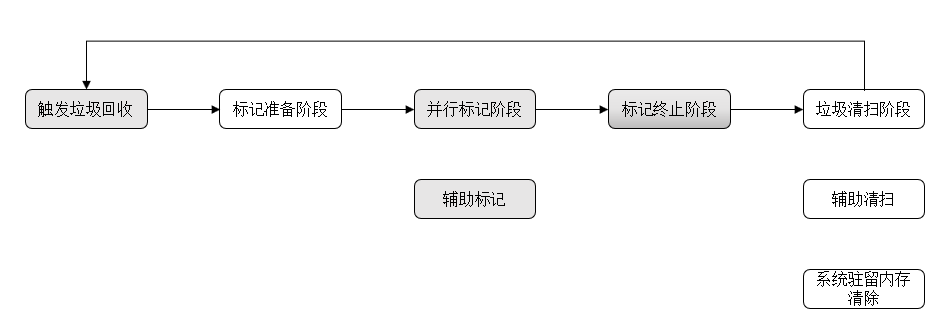 触发垃圾回收
标记准备阶段
并行标记阶段
标记终止阶段
垃圾清扫阶段
辅助标记
辅助清扫
系统驻留内存
清除